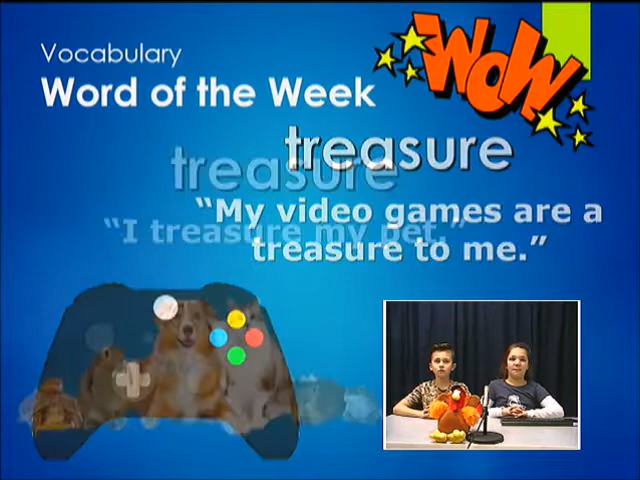 Vocabulary
Word of the Week
WOW
treasure
treasure
"My video games are a
"I treasure my pet."
treasure to me."